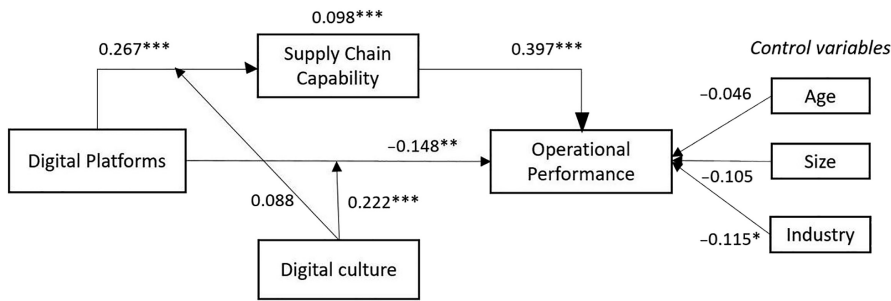 0.098***
0.267***
Supply Chain
Capability
0.397***
Control variables
−0.046
Age
Digital Platforms
−0.148**
Operational
Performance
Size
−0.105
0.088
0.222***
−0.115*
Industry
Digital culture